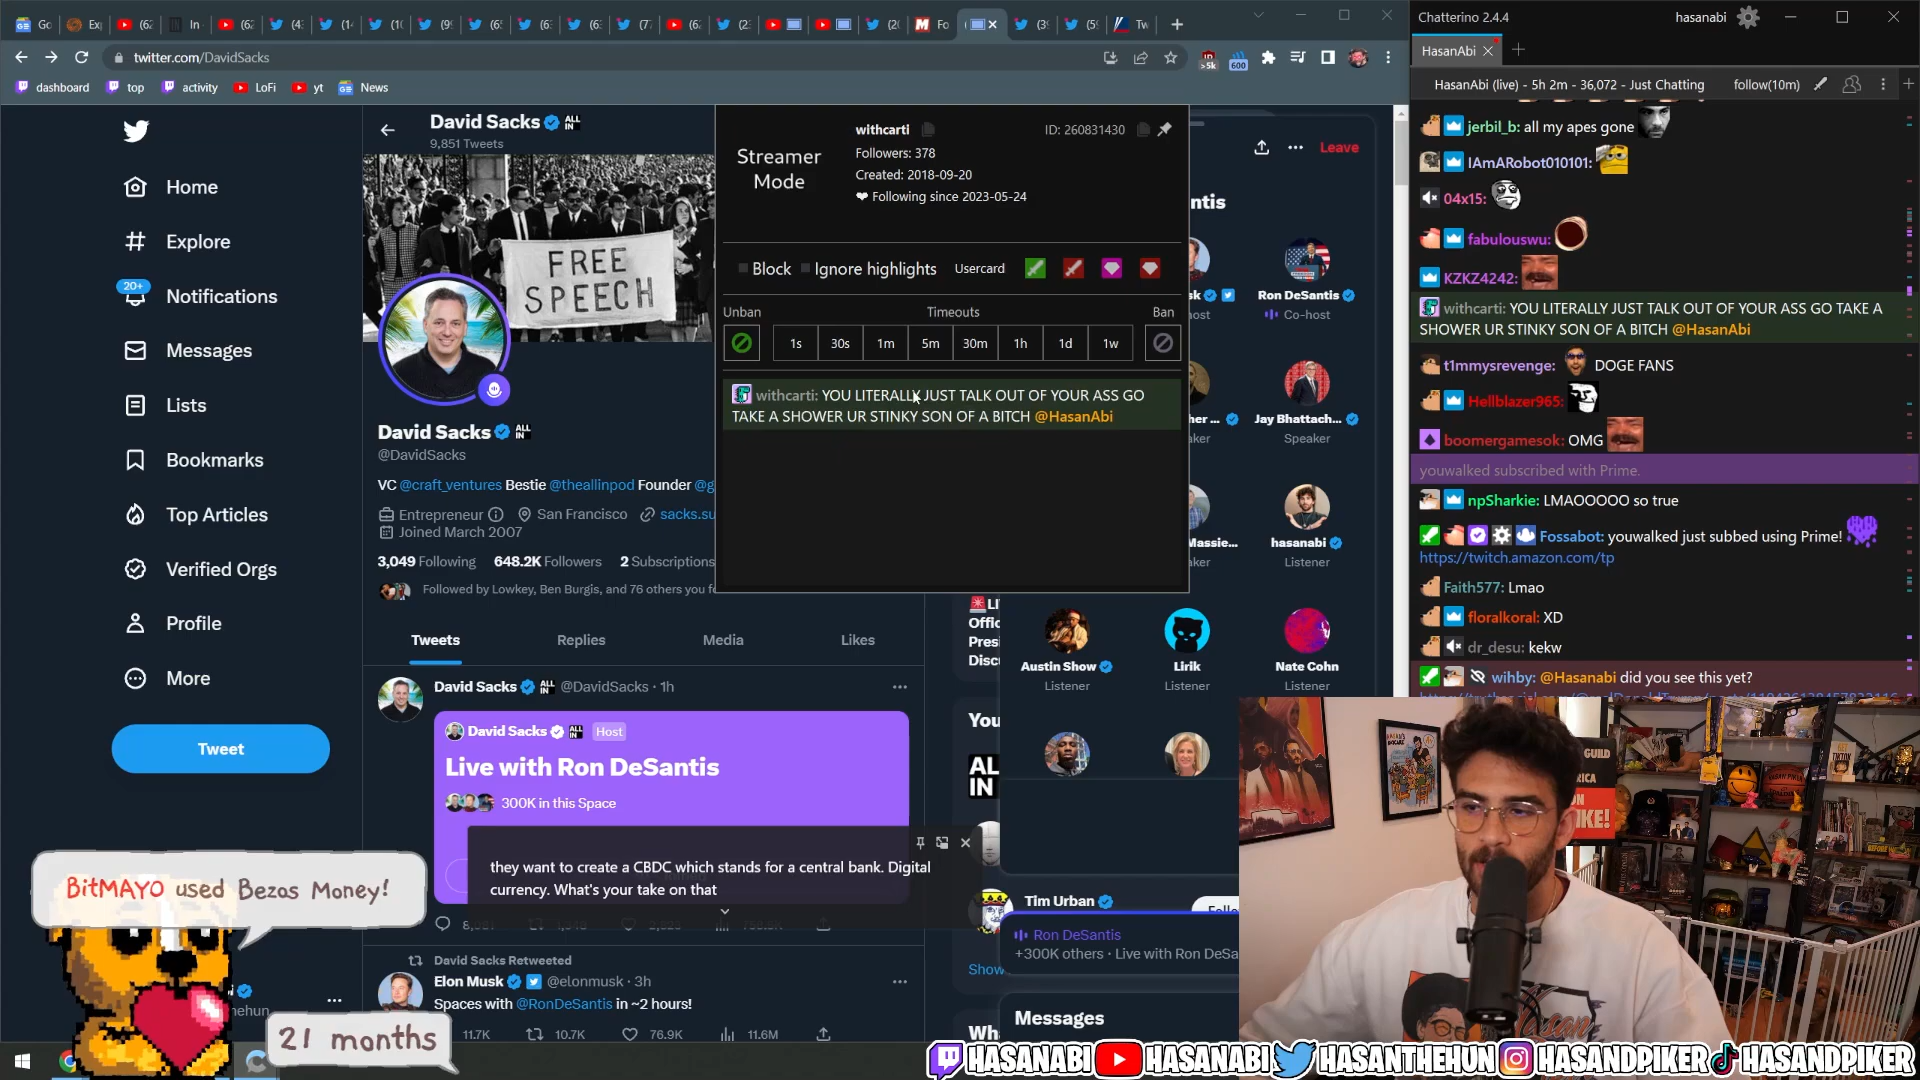 Chatterino 2.4.4
hasanabi
twitter.com/DavidSacks
HasanAbi
dashboard
top
activity
LoFi
yt
News
HasanAbi (live) - 5h 2m - 36,072 - Just Chatting
follow(10m)
David Sacks
9,851 Tweets
Home
Explore
20+
Notifications
Messages
Lists
Bookmarks
Top Articles
Verified Orgs
Profile
More
Tweet
FREE
SPEECH
David Sacks
@DavidSacks
VC @craft_ventures Bestie @theallinpod Founder
Entrepreneur
San Francisco
sacks.su
Joined March 2007
3,049 Following
648.2K Followers
2 Subscriptions
Followed by Lowkey, Ben Burgis, and 76 others you
Tweets
Replies
Media
Likes
David Sacks @DavidSacks · 1h
David Sacks
Host
Live with Ron DeSantis
300K in this Space
they want to create a CBDC which stands for a central bank. Digital
currency. What's your take on that
David Sacks Retweeted
Elon Musk @elonmusk · 3h
Spaces with @RonDeSantis in ~2 hours!
11.7K
10.7K
76.9K
11.6M
Streamer
Mode
withcarti
ID: 260831430
Followers: 378
Created: 2018-09-20
Following since 2023-05-24
Block
Ignore highlights
Usercard
Unban
Timeouts
Ban
1s
30s
1m
5m
30m
1h
1d
1w
withcarti: YOU LITERALLY JUST TALK OUT OF YOUR ASS GO
TAKE A SHOWER UR STINKY SON OF A BITCH @HasanAbi
Leave
ntis
Ron DeSantis
Co-host
Jay Bhattach...
Speaker
Massie...
hasanabi
Listener
Austin Show
Listener
Lirik
Listener
Nate Cohn
Listener
You
ALL
IN
Tim Urban
Ron DeSantis
+300K others · Live with Ron DeSa
Show
Messages
jerbil_b: all my apes gone
IAmARobot010101:
04x15:
fabulouswu:
KZKZ4242:
withcarti: YOU LITERALLY JUST TALK OUT OF YOUR ASS GO TAKE A
SHOWER UR STINKY SON OF A BITCH @HasanAbi
t1mmysrevenge: DOGE FANS
Hellblazer965:
boomergamesok: OMG
youwalked subscribed with Prime.
npSharkie: LMAOOOOO so true
Fossabot: youwalked just subbed using Prime!
https://twitch.amazon.com/tp
Faith577: Lmao
floralkoral: XD
dr_desu: kekw
wihby: @Hasanabi did you see this yet?
BitMAYO used Bezos Money!
21 months
HASANABI
HASANABI
HASANTHEHUN
HASANDPIKER
HASANDPIKER